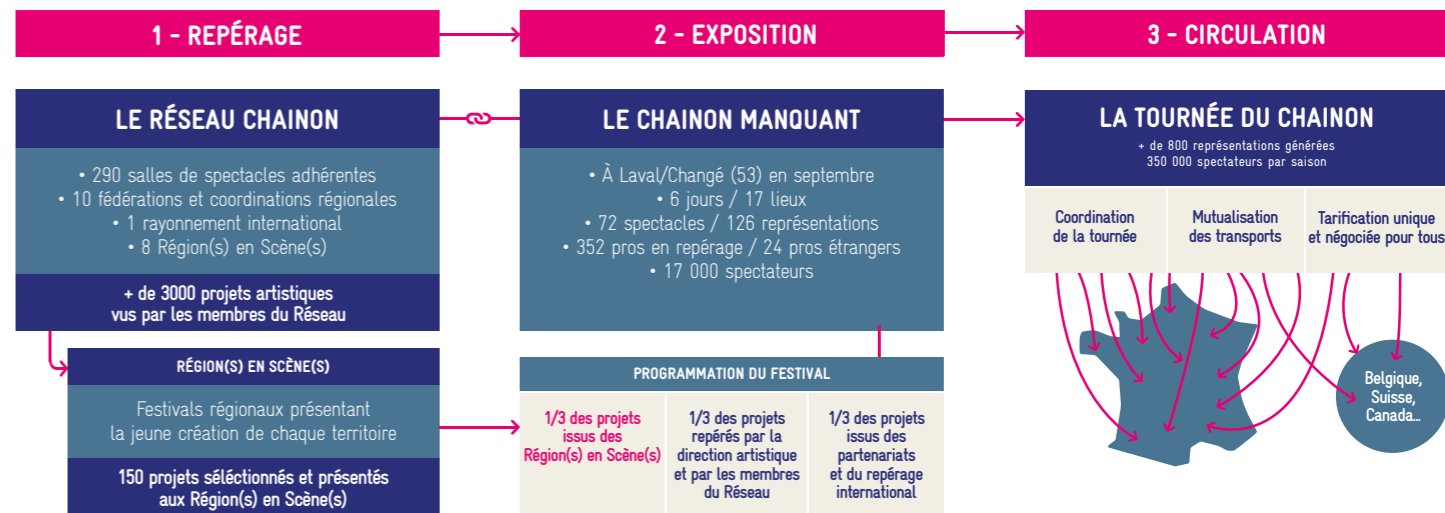 1 - REPÉRAGE
2 - EXPOSITION
3 - CIRCULATION
LE RÉSEAU CHAINON
• 290 salles de spectacles adhérentes
• 10 fédérations et coordinations régionales
• 1 rayonnement international
• 8 Région(s) en Scène(s)
+ de 3000 projets artistiques
vus par les membres du Réseau
RÉGION(S) EN SCÈNE(S)
Festivals régionaux présentant
la jeune création de chaque territoire
150 projets séléctionnés et présentés
aux Région(s) en Scène(s)
LE CHAINON MANQUANT
• À Laval/Changé (53) en septembre
• 6 jours / 17 lieux
• 72 spectacles / 126 représentations
• 352 pros en repérage / 24 pros étrangers
• 17 000 spectateurs
PROGRAMMATION DU FESTIVAL
1/3 des projets
issus des
Région(s) en Scène(s)
1/3 des projets
repérés par la
direction artistique
et par les membres
du Réseau
1/3 des projets
issus des
partenariats
et du repérage
international
LA TOURNÉE DU CHAINON
+ de 800 représentations générées
350 000 spectateurs par saison
Coordination
de la tournée
Mutualisation
des transports
Tarification unique
et négociée pour tous
Belgique,
Suisse,
Canada...